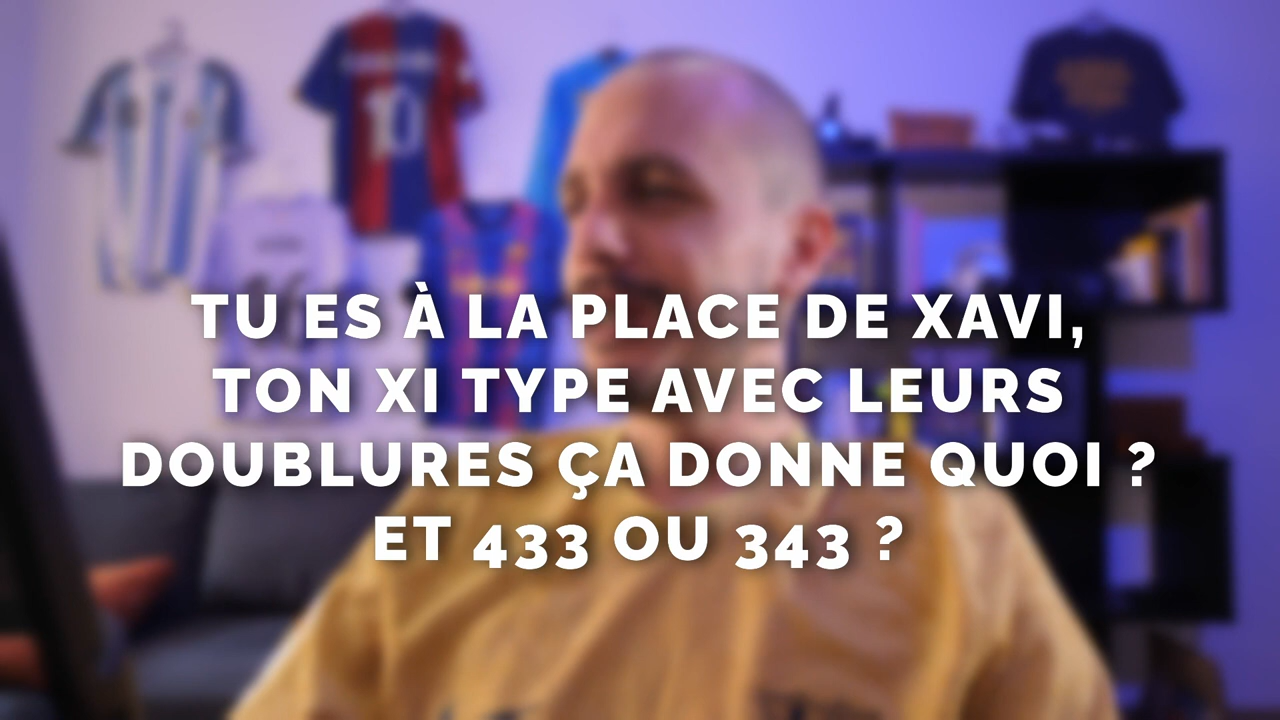 TU ES À LA PLACE DE XAVI,
TON XI TYPE AVEC LEURS
DOUBLURES ÇA DONNE QUOI ?
ET 433 OU 343 ?
10